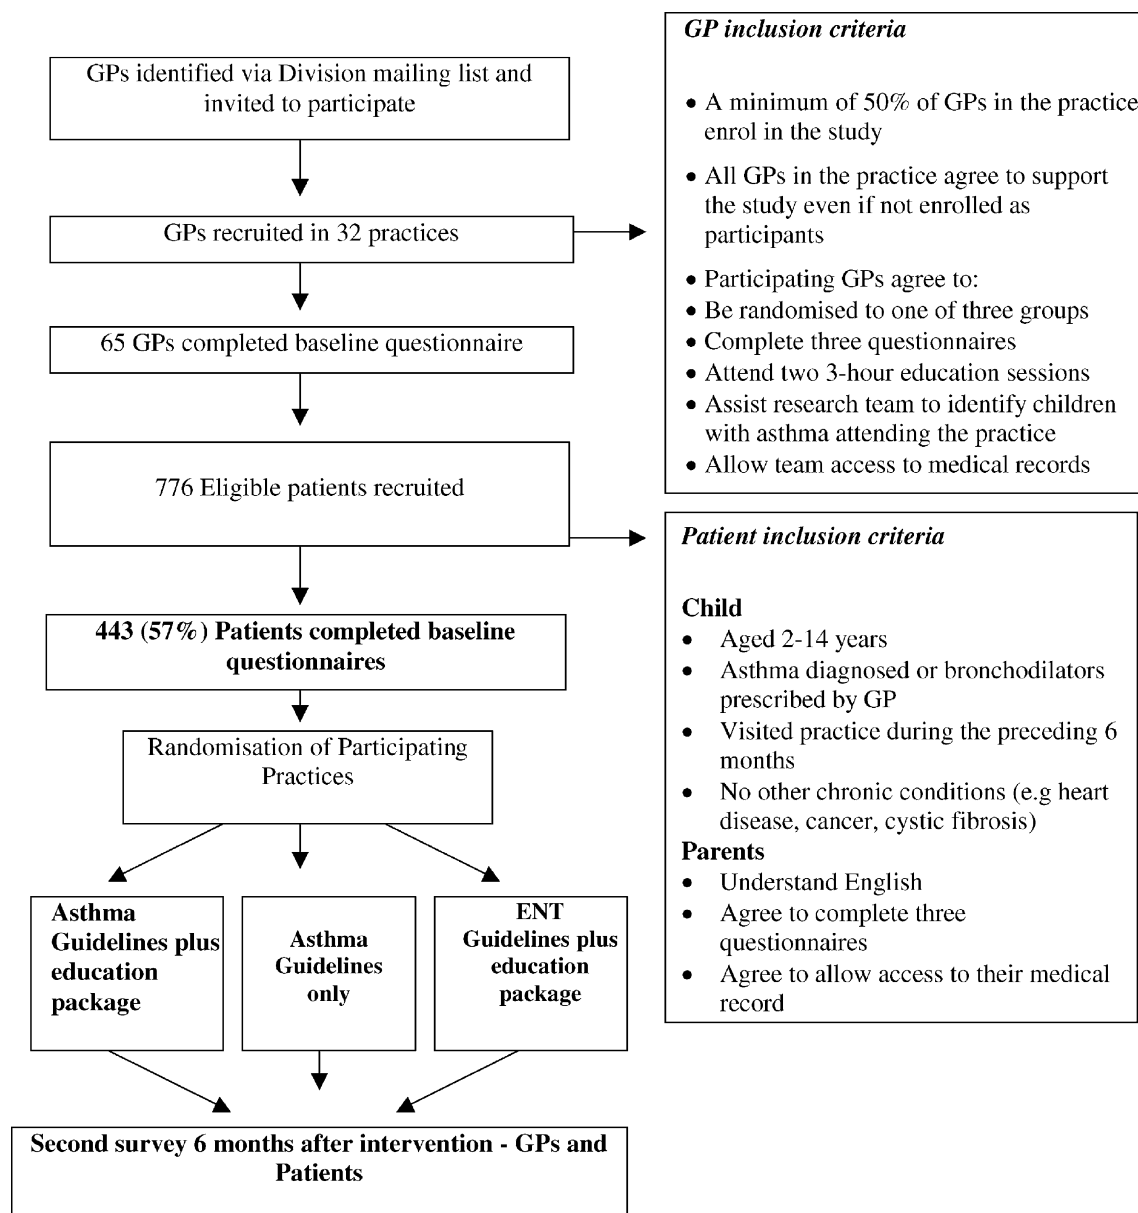 GPs identified via Division mailing list and
invited to participate
GPs recruited in 32 practices
65 GPs completed baseline questionnaire
776 Eligible patients recruited
443 (57%) Patients completed baseline
questionnaires
Randomisation of Participating
Practices
Asthma
Guidelines plus
education
package
Asthma
Guidelines
only
ENT
Guidelines plus
education
package
Second survey 6 months after intervention - GPs and
Patients
GP inclusion criteria
• A minimum of 50% of GPs in the practice
enrol in the study
• All GPs in the practice agree to support
the study even if not enrolled as
participants
• Participating GPs agree to:
• Be randomised to one of three groups
• Complete three questionnaires
• Attend two 3-hour education sessions
• Assist research team to identify children
with asthma attending the practice
• Allow team access to medical records
Patient inclusion criteria
Child
• Aged 2-14 years
• Asthma diagnosed or bronchodilators
prescribed by GP
• Visited practice during the preceding 6
months
• No other chronic conditions (e.g heart
disease, cancer, cystic fibrosis)
Parents
• Understand English
• Agree to complete three
questionnaires
• Agree to allow access to their medical
record